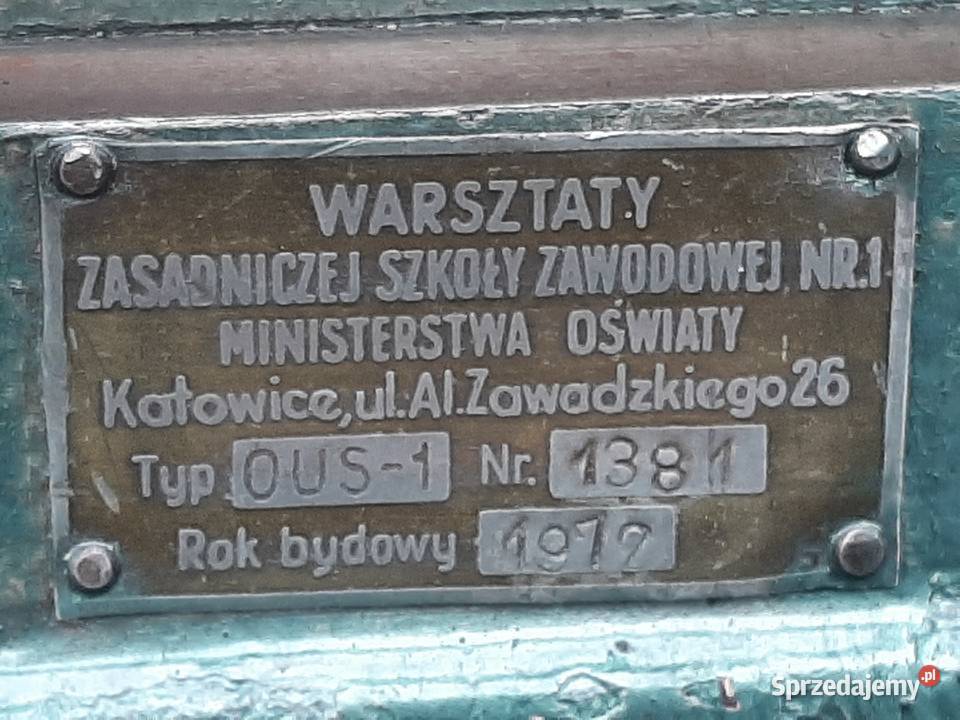 WARSZTATY
ZASADNICZEJ SZKOŁY ZAWODOWEJ NR.1
MINISTERSTWA OŚWIATY
Katowice, ul. Al. Zawadzkiego 26
Typ OUS-1 Nr. 1381
Rok bydowy 1972
Sprzedajemy.pl